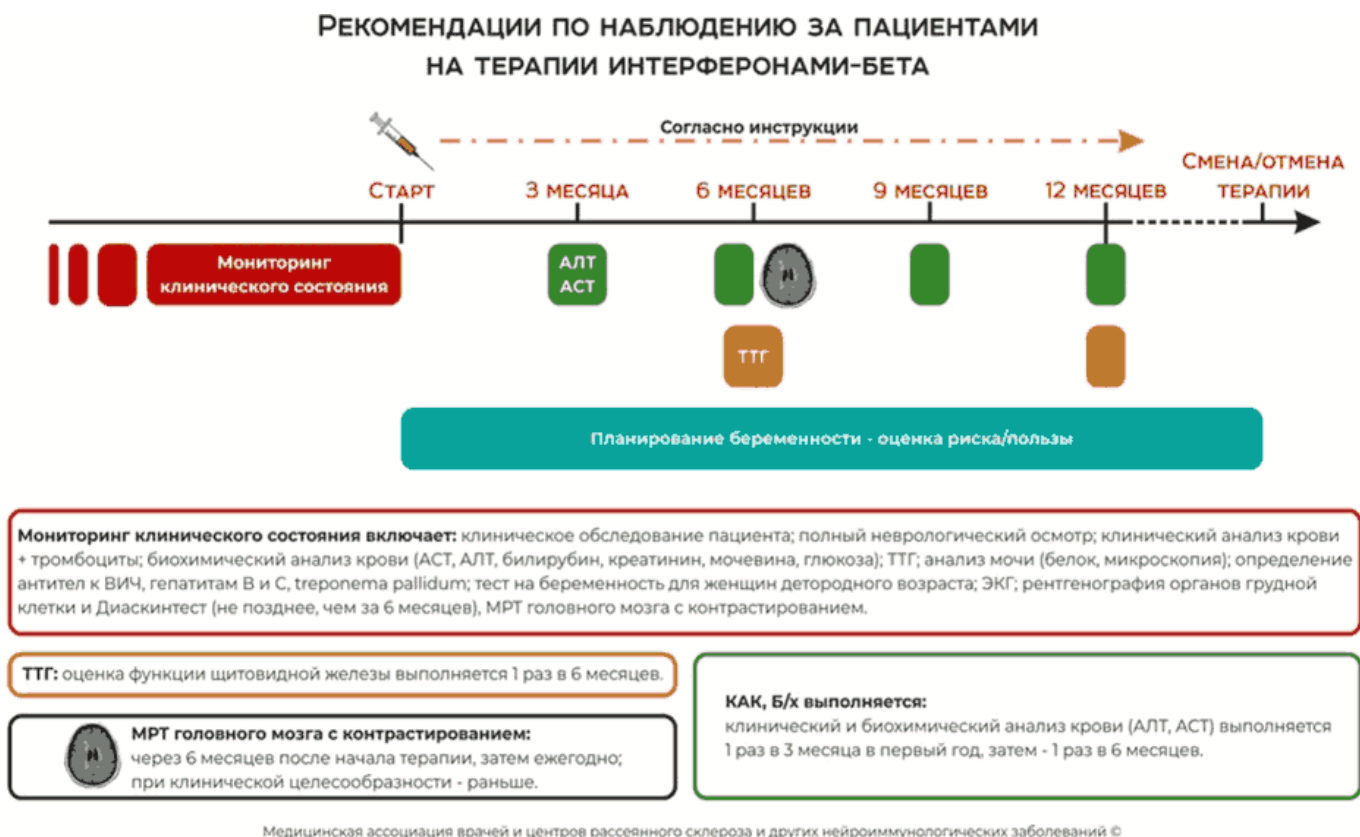 Рекомендации по наблюдению за пациентами
на терапии интерферонами-бета
Согласно инструкции
Смена/отмена
терапии
Старт
3 месяца
6 месяцев
9 месяцев
12 месяцев
Мониторинг
клинического состояния
АЛТ
АСТ
ТТГ
Планирование беременности - оценка риска/пользы
Мониторинг клинического состояния включает: клиническое обследование пациента; полный неврологический осмотр; клинический анализ крови
+ тромбоциты; биохимический анализ крови (АСТ, АЛТ, билирубин, креатинин, мочевина, глюкоза); ТТГ; анализ мочи (белок, микроскопия); определение
антител к ВИЧ, гепатитам В и С, treponema pallidum; тест на беременность для женщин детородного возраста; ЭКГ; рентгенография органов грудной
клетки и Диаскинтест (не позднее, чем за 6 месяцев), МРТ головного мозга с контрастированием.
ТТГ: оценка функции щитовидной железы выполняется 1 раз в 6 месяцев.
МРТ головного мозга с контрастированием:
через 6 месяцев после начала терапии, затем ежегодно;
при клинической целесообразности - раньше.
КАК, Б/х выполняется:
клинический и биохимический анализ крови (АЛТ, АСТ) выполняется
1 раз в 3 месяца в первый год, затем - 1 раз в 6 месяцев.
Медицинская ассоциация врачей и центров рассеянного склероза и других нейроиммунологических заболеваний ©